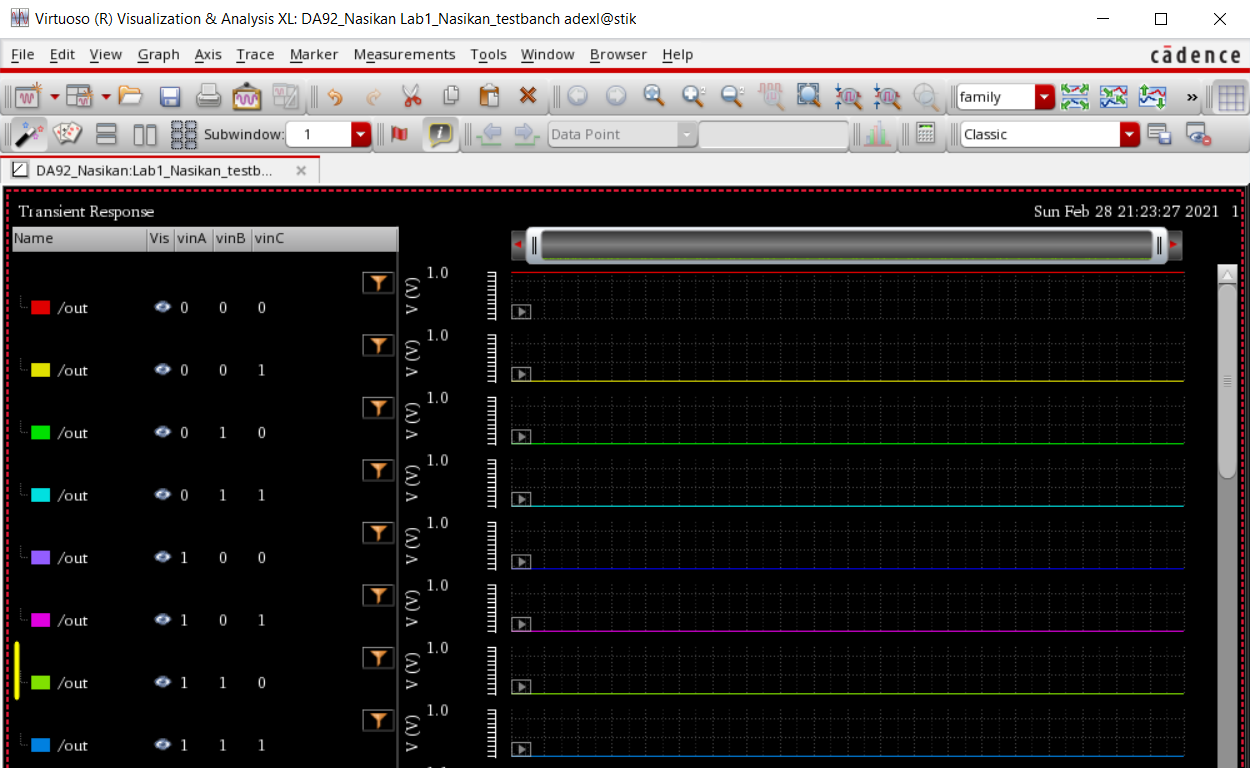 Virtuoso (R) Visualization & Analysis XL: DA92_Nasikan Lab1_Nasikan_testbanch adexl@stik
File Edit View Graph Axis Trace Marker Measurements Tools Window Browser Help cādence
family »
Subwindow: 1 Data Point Classic
DA92_Nasikan:Lab1_Nasikan_testb...
Transient Response Sun Feb 28 21:23:27 2021 1
Name Vis vinA vinB vinC
1.0
V (V)
/out 0 0 0
1.0
V (V)
/out 0 0 1
1.0
V (V)
/out 0 1 0
1.0
V (V)
/out 0 1 1
1.0
V (V)
/out 1 0 0
1.0
V (V)
/out 1 0 1
1.0
V (V)
/out 1 1 0
1.0
V (V)
/out 1 1 1